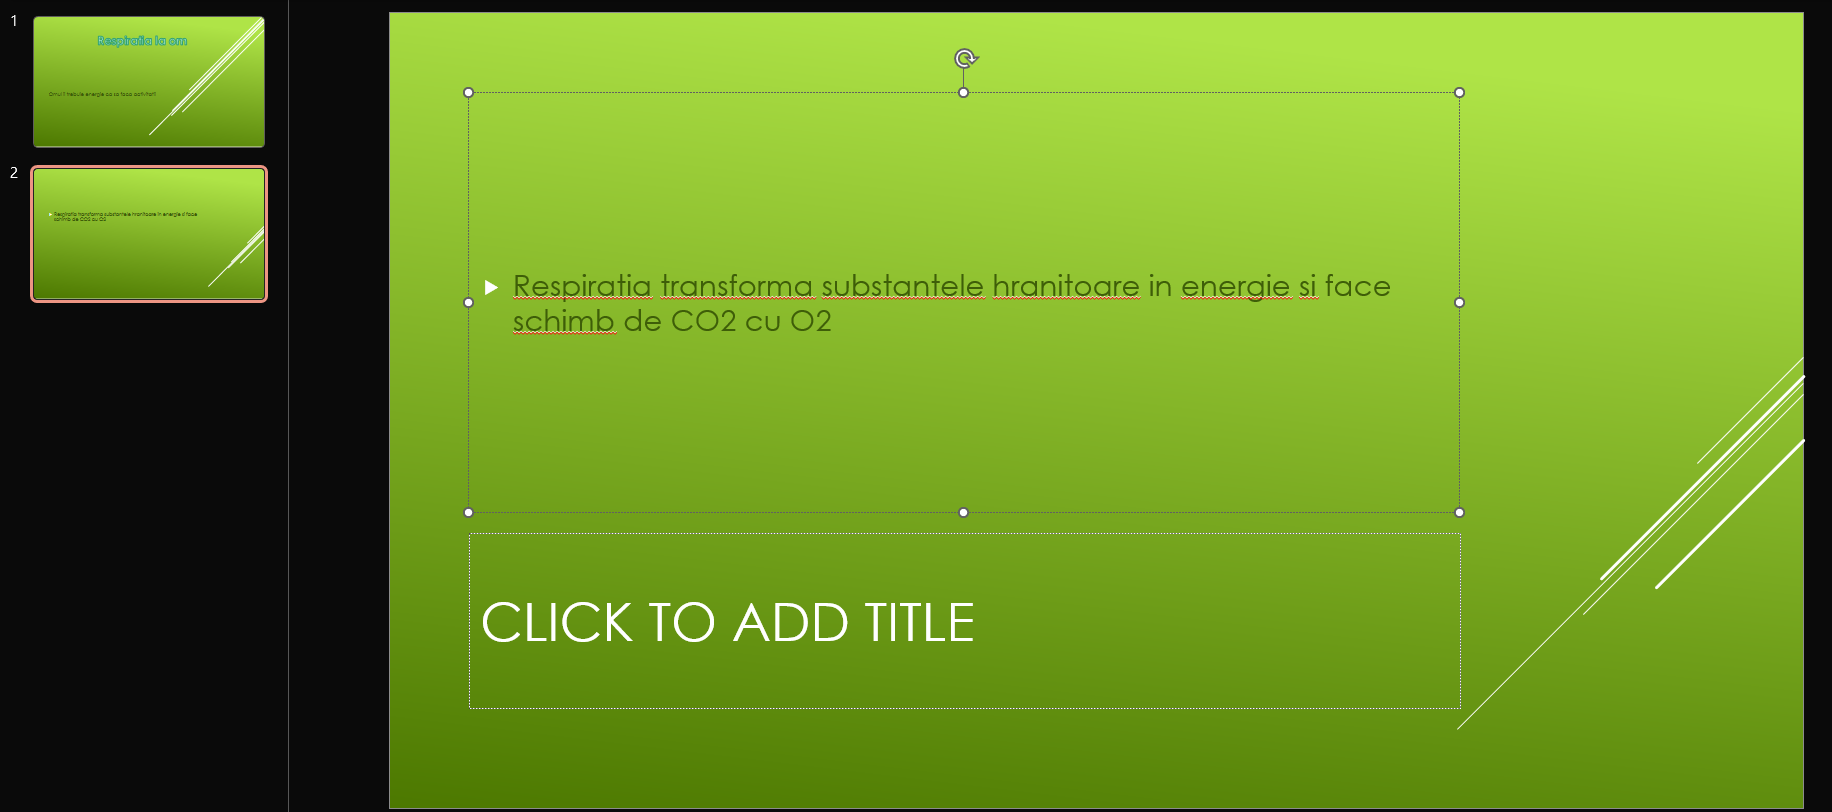 1
Respiratia la om
Omul ii trebuie energie ca sa faca activitati
2
Respiratia transforma substantele hranitoare in energie si face
schimb de CO2 cu O2
Respiratia transforma substantele hranitoare in energie si face
schimb de CO2 cu O2
CLICK TO ADD TITLE